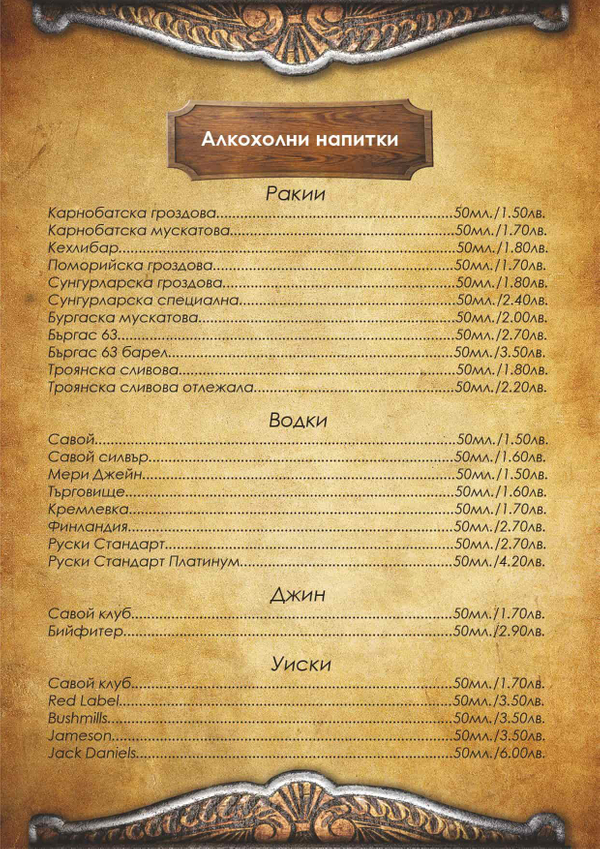 Алкохолни напитки
Ракии
Карнобатска гроздова..................................................50мл./1.50лв.
Карнобатска мускатова...............................................50мл./1.70лв.
Кехлибар........................................................................50мл./1.80лв.
Поморийска гроздова...................................................50мл./1.70лв.
Сунгурларска гроздова.................................................50мл./1.80лв.
Сунгурларска специална..............................................50мл./2.40лв.
Бургаска мускатова......................................................50мл./2.00лв.
Бъргас 63........................................................................50мл./2.70лв.
Бъргас 63 барел.............................................................50мл./3.50лв.
Троянска сливова...........................................................50мл./1.80лв.
Троянска сливова отлежала...........................................50мл./2.20лв.
Водки
Савой.............................................................................50мл./1.50лв.
Савой силвър.................................................................50мл./1.60лв.
Мери Джейн...................................................................50мл./1.50лв.
Търговище......................................................................50мл./1.60лв.
Кремлевка......................................................................50мл./1.70лв.
Финландия.....................................................................50мл./2.70лв.
Руски Стандарт..............................................................50мл./2.70лв.
Руски Стандарт Платинум..............................................50мл./4.20лв.
Джин
Савой клуб.....................................................................50мл./1.70лв.
Бийфитер.......................................................................50мл./2.90лв.
Уиски
Савой клуб.....................................................................50мл./1.70лв.
Red Label........................................................................50мл./3.50лв.
Bushmills.........................................................................50мл./3.50лв.
Jameson..........................................................................50мл./3.50лв.
Jack Daniels....................................................................50мл./6.00лв.